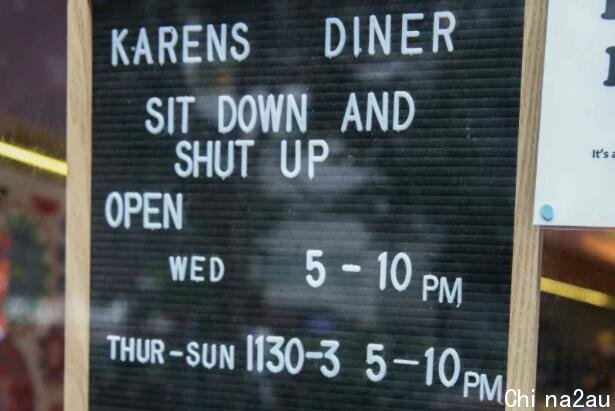 KARENS DINER
SIT DOWN AND
SHUT UP
OPEN
WED 5-10 PM
THUR-SUN 1130-3 5-10PM
It's a
Chi na2au